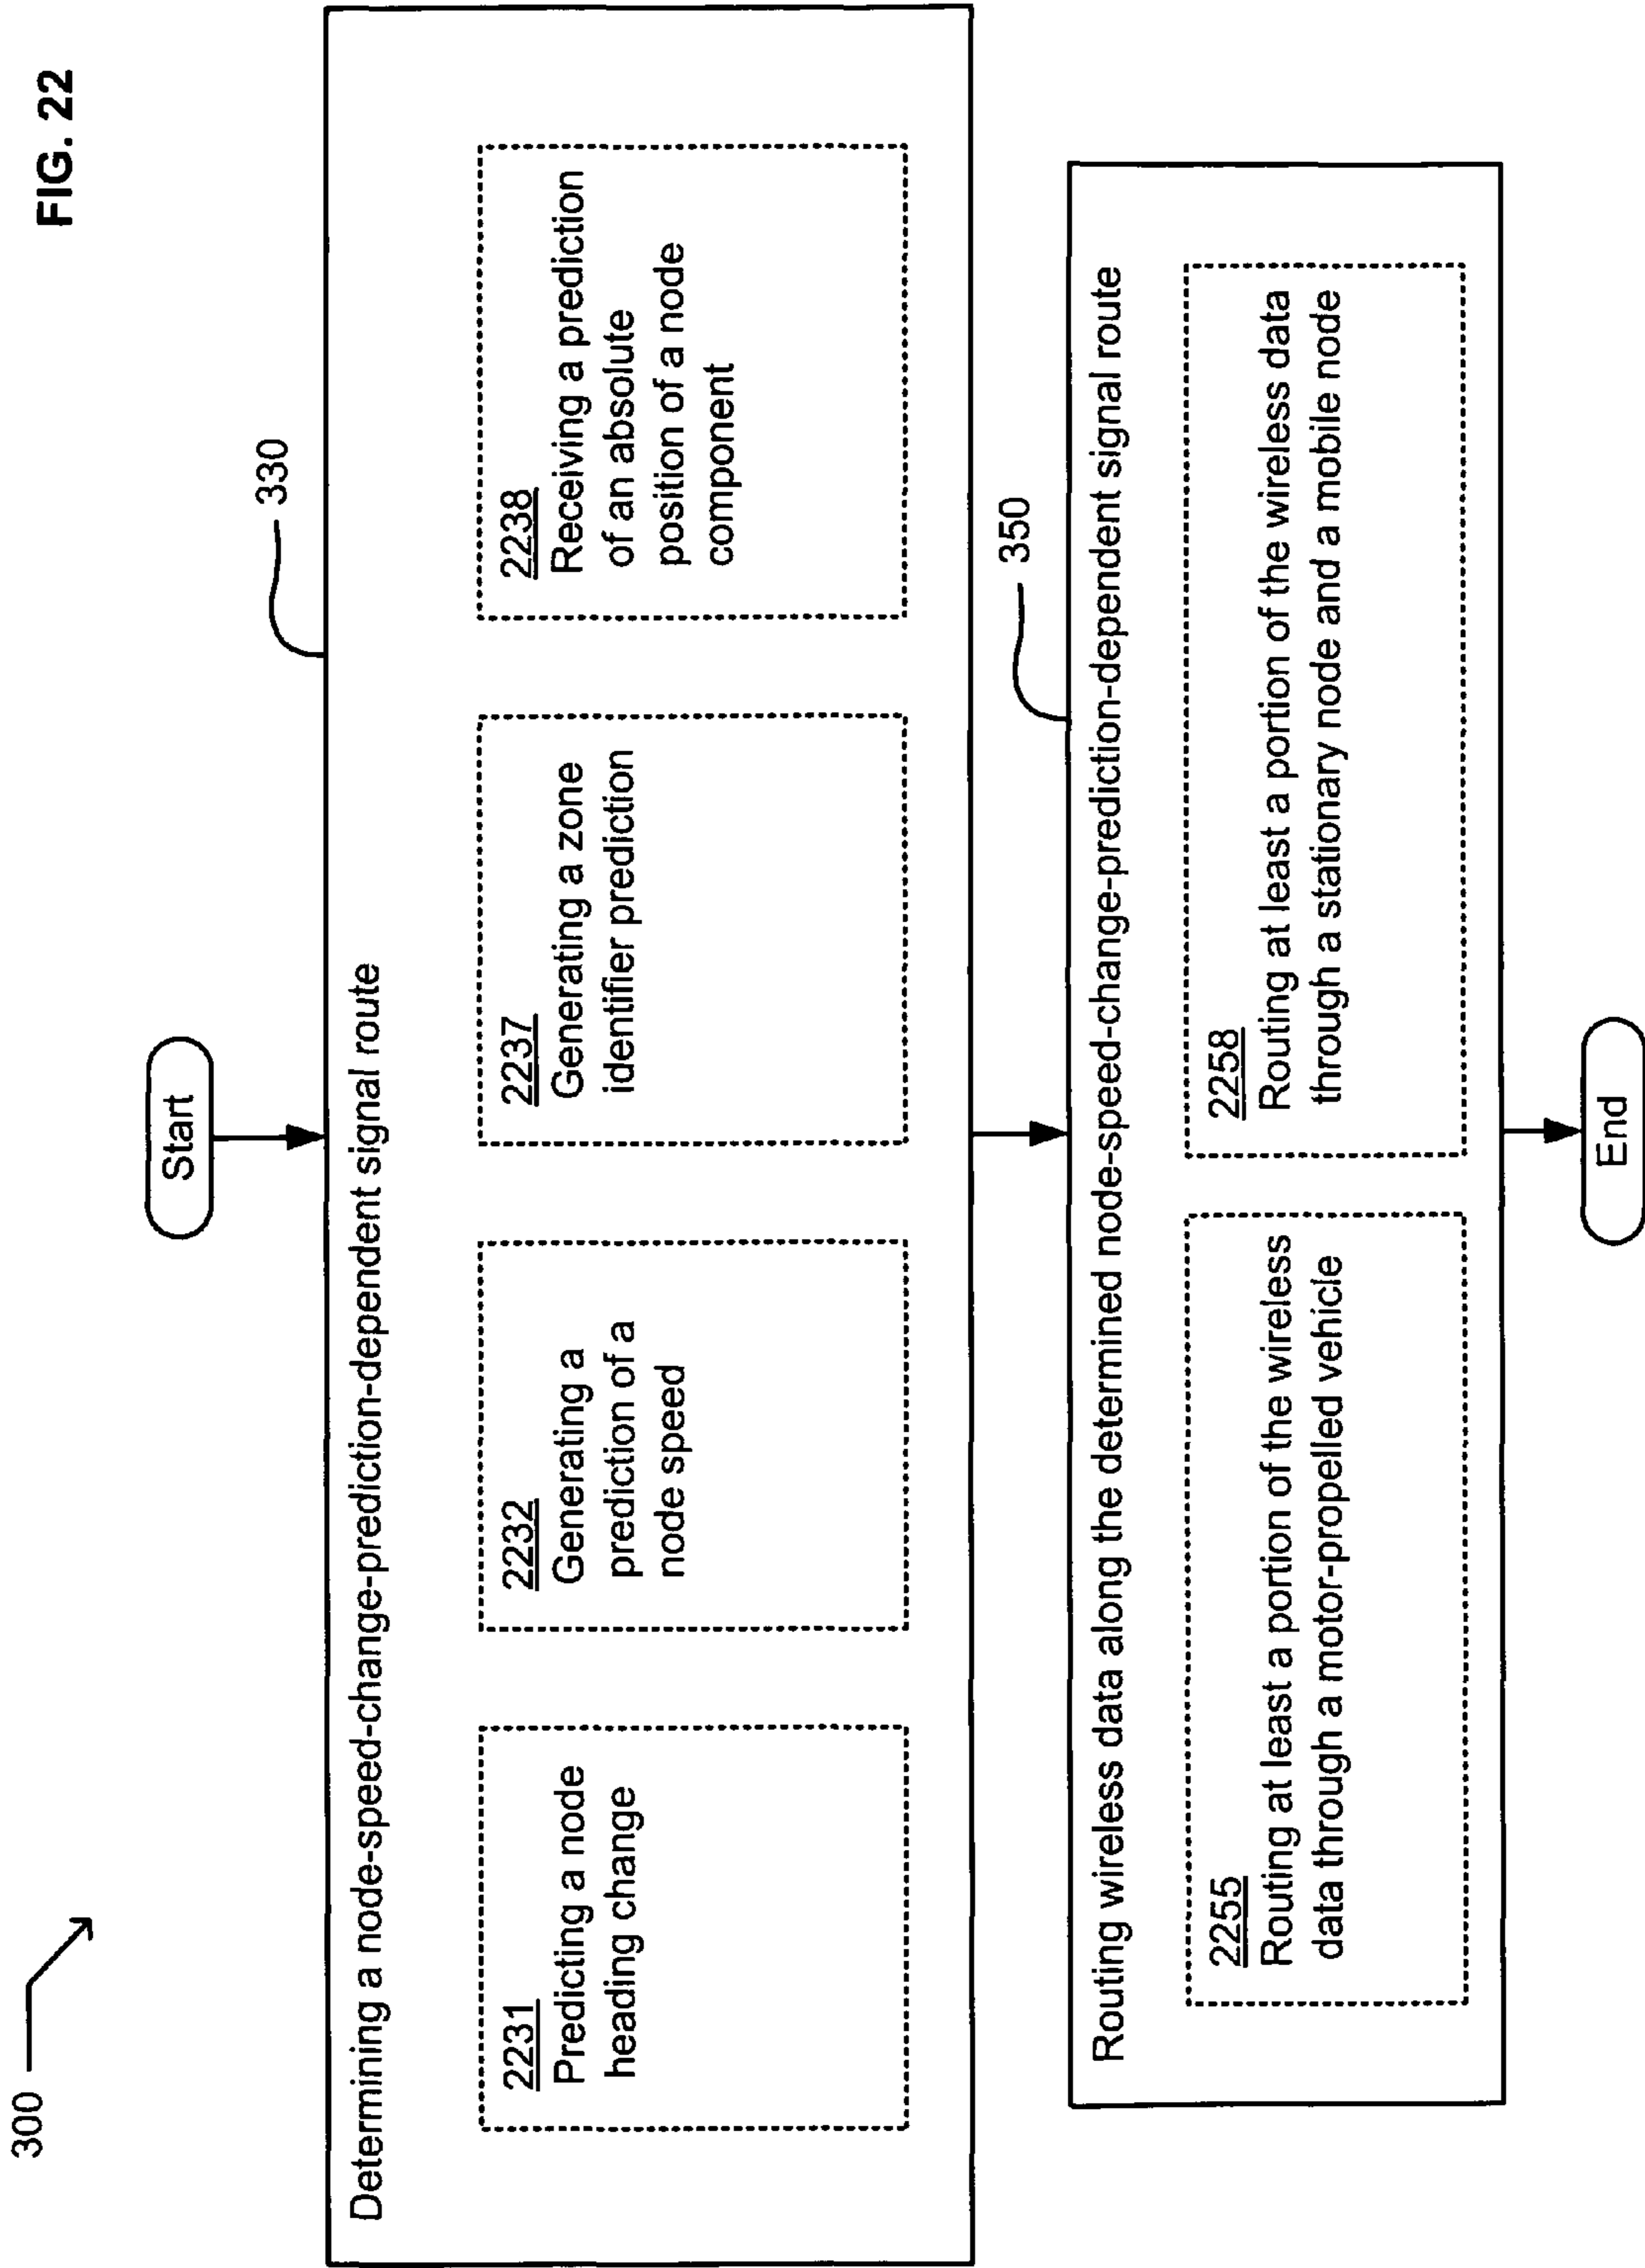 FIG. 22
300
Start
330
Determining a node-speed-change-prediction-dependent signal route
2231
Predicting a node
heading change
2232
Generating a
prediction of a
node speed
2237
Generating a zone
identifier prediction
2238
Receiving a prediction
of an absolute
position of a node
component
350
Routing wireless data along the determined node-speed-change-prediction-dependent signal route
2255
Routing at least a portion of the wireless
data through a motor-propelled vehicle
2258
Routing at least a portion of the wireless data
through a stationary node and a mobile node
End